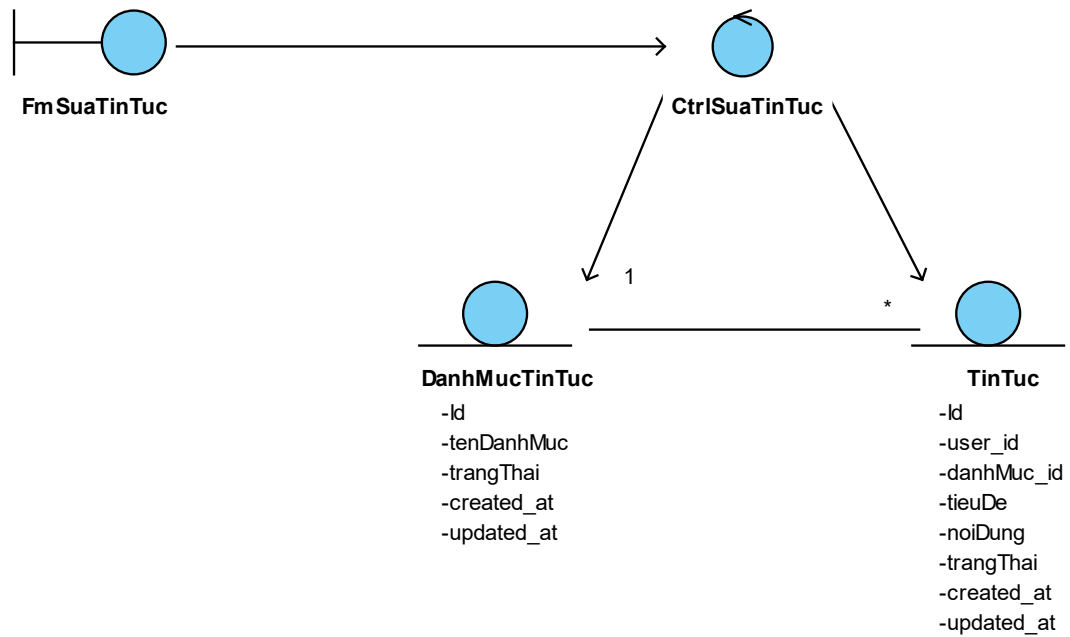 FmSuaTinTuc
CtrlSuaTinTuc
1
*
DanhMucTinTuc
-Id
-tenDanhMuc
-trangThai
-created_at
-updated_at
TinTuc
-Id
-user_id
-danhMuc_id
-tieuDe
-noiDung
-trangThai
-created_at
-updated_at